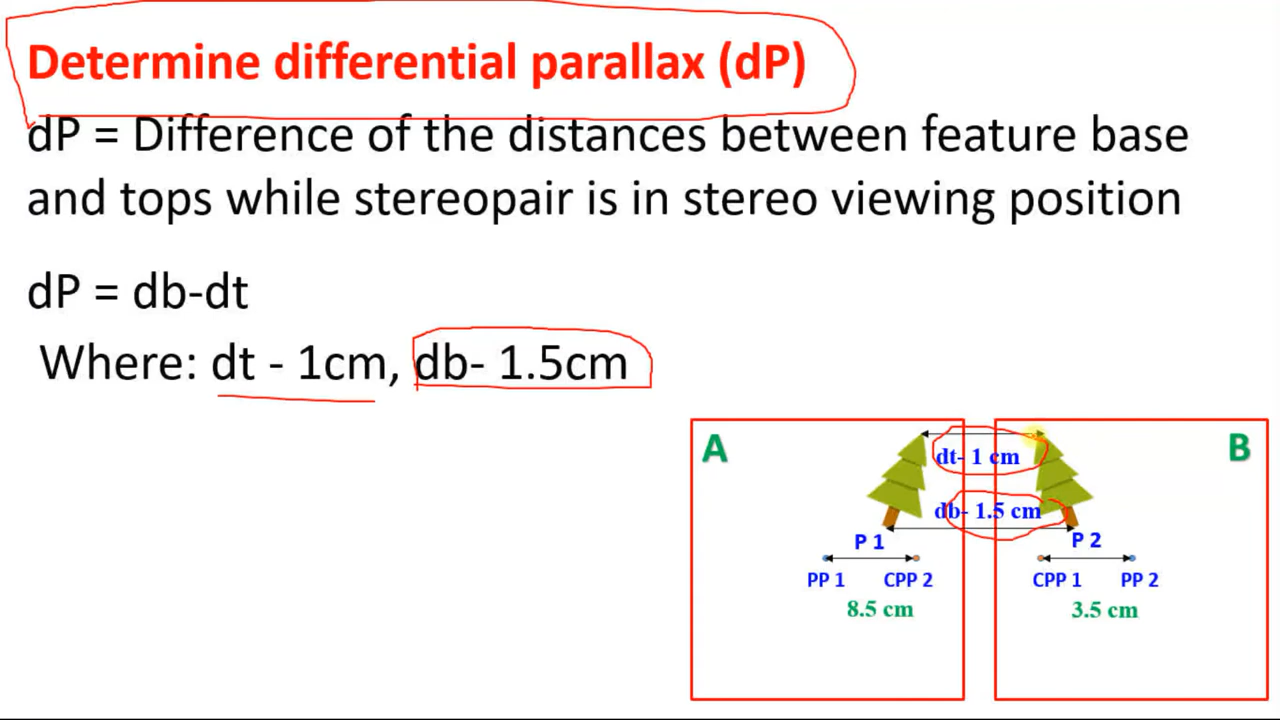 Determine differential parallax (dP)
dP = Difference of the distances between feature base
and tops while stereopair is in stereo viewing position
dP = db-dt
Where: dt - 1cm, db- 1.5cm
A
B
dt- 1 cm
db- 1.5 cm
P 1
P 2
PP 1
CPP 2
CPP 1
PP 2
8.5 cm
3.5 cm